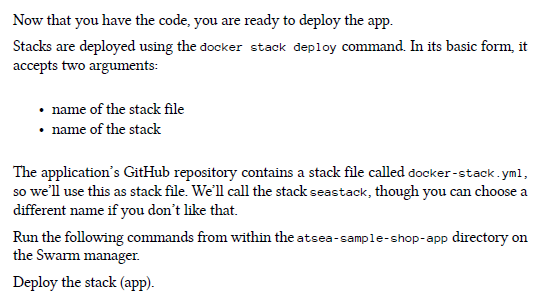 Now that you have the code, you are ready to deploy the app.
Stacks are deployed using the docker stack deploy command. In its basic form, it
accepts two arguments:
• name of the stack file
• name of the stack
The application’s GitHub repository contains a stack file called docker-stack.yml,
so we’ll use this as stack file. We’ll call the stack seastack, though you can choose a
different name if you don’t like that.
Run the following commands from within the atsea-sample-shop-app directory on
the Swarm manager.
Deploy the stack (app).